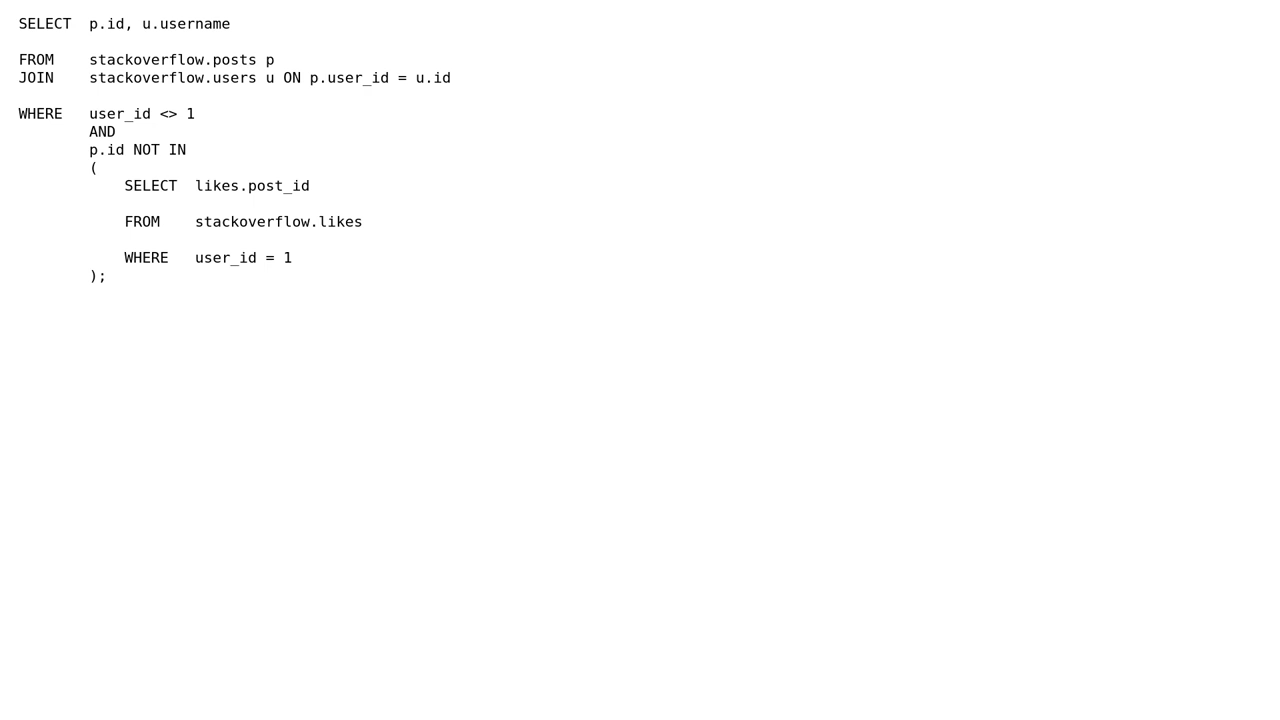 SELECT  p.id, u.username
FROM    stackoverflow.posts p
JOIN    stackoverflow.users u ON p.user_id = u.id
WHERE   user_id <> 1
        AND
        p.id NOT IN
        (
            SELECT  likes.post_id
            FROM    stackoverflow.likes
            WHERE   user_id = 1
        );